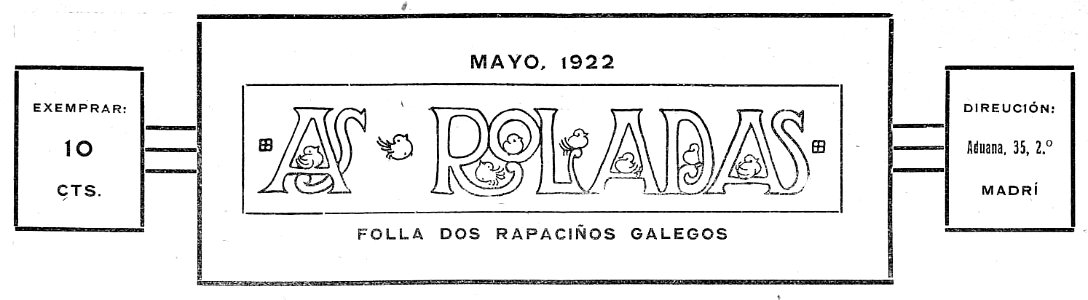 MAYO, 1922
EXEMPRAR:
10
CTS.
AS ROLADAS
DIREUCIÓN:
Aduana, 35, 2.º
MADRÍ
FOLLA DOS RAPACIÑOS GALEGOS